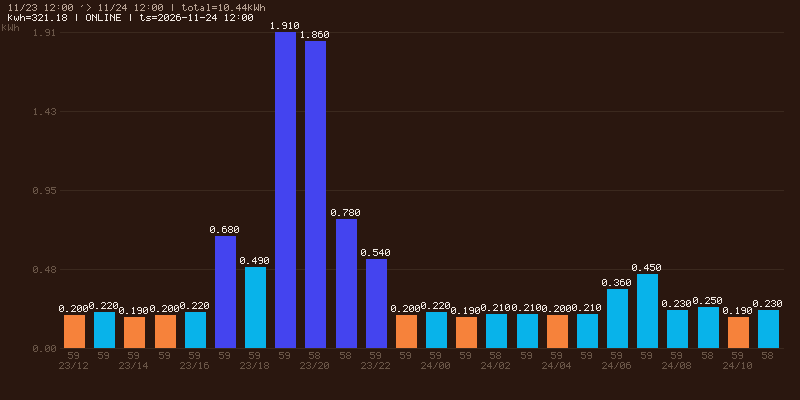 11/23 12:00 -> 11/24 12:00 | total=10.44kWh
Kwh=321.18 | ONLINE | ts=2026-11-24 12:00
kWh
1.91
1.43
0.95
0.48
0.00
0.200 0.220 0.190 0.200 0.220 0.680 0.490 1.910 1.860 0.780 0.540 0.200 0.220 0.190 0.210 0.210 0.200 0.210 0.360 0.450 0.230 0.250 0.190 0.230
59 59 59 59 59 59 59 59 58 58 59 59 59 59 58 59 59 59 59 59 59 58 59 58
23/12 23/14 23/16 23/18 23/20 23/22 24/00 24/02 24/04 24/06 24/08 24/10